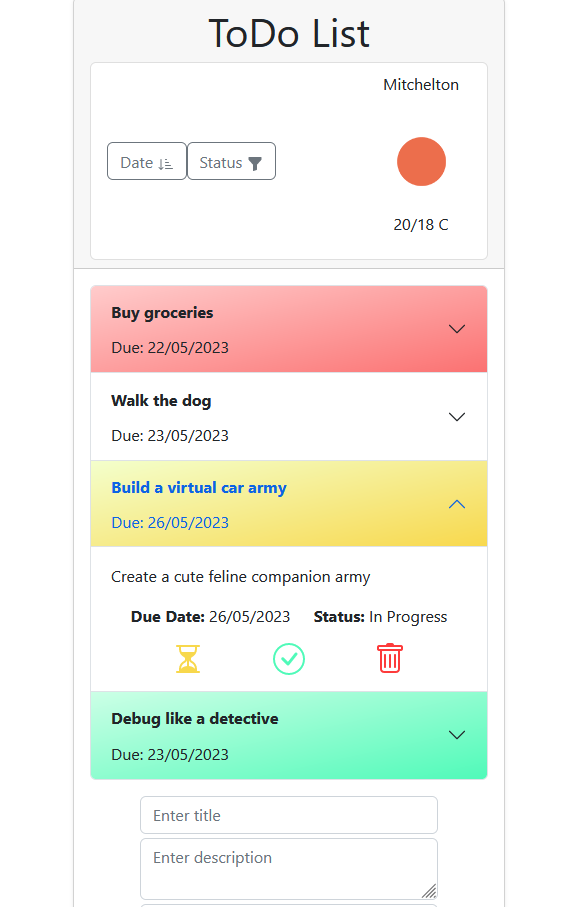 ToDo List
Mitchelton
Date Status
20/18 C
Buy groceries
Due: 22/05/2023
Walk the dog
Due: 23/05/2023
Build a virtual car army
Due: 26/05/2023
Create a cute feline companion army
Due Date: 26/05/2023 Status: In Progress
Debug like a detective
Due: 23/05/2023
Enter title
Enter description